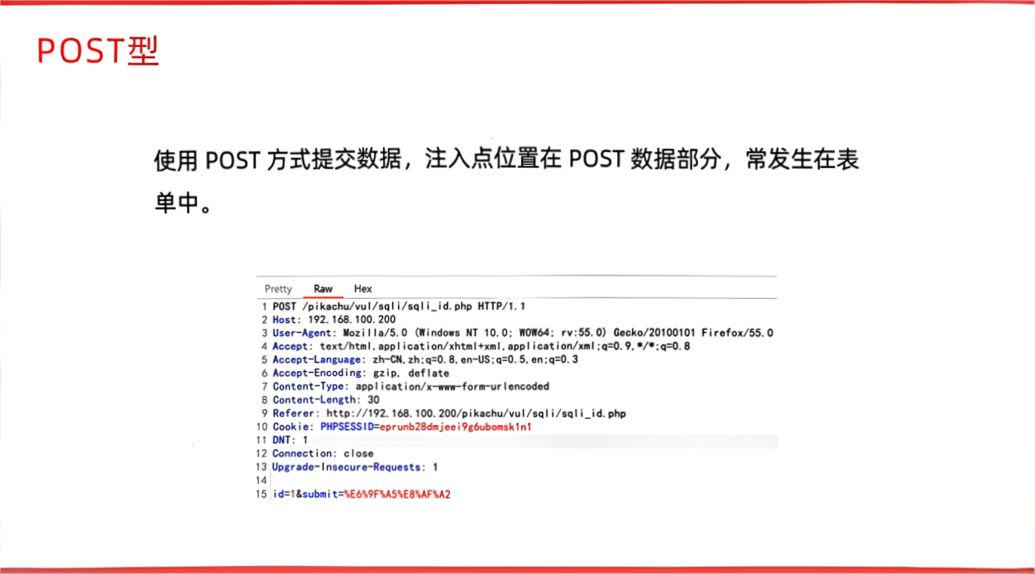 POST型
使用 POST 方式提交数据，注入点位置在 POST 数据部分，常发生在表
单中。
Pretty Raw Hex
1 POST /pikachu/vul/sqli/sqli_id.php HTTP/1.1
2 Host: 192.168.100.200
3 User-Agent: Mozilla/5.0 (Windows NT 10.0; WOW64; rv:55.0) Gecko/20100101 Firefox/55.0
4 Accept: text/html,application/xhtml+xml,application/xml;q=0.9,*/*;q=0.8
5 Accept-Language: zh-CN,zh;q=0.8,en-US;q=0.5,en;q=0.3
6 Accept-Encoding: gzip, deflate
7 Content-Type: application/x-www-form-urlencoded
8 Content-Length: 30
9 Referer: http://192.168.100.200/pikachu/vul/sqli/sqli_id.php
10 Cookie: PHPSESSID=eprunb28dmjeei9g6ubomsk1n1
11 DNT: 1
12 Connection: close
13 Upgrade-Insecure-Requests: 1
14
15 id=1&submit=%E6%9F%A5%E8%AF%A2